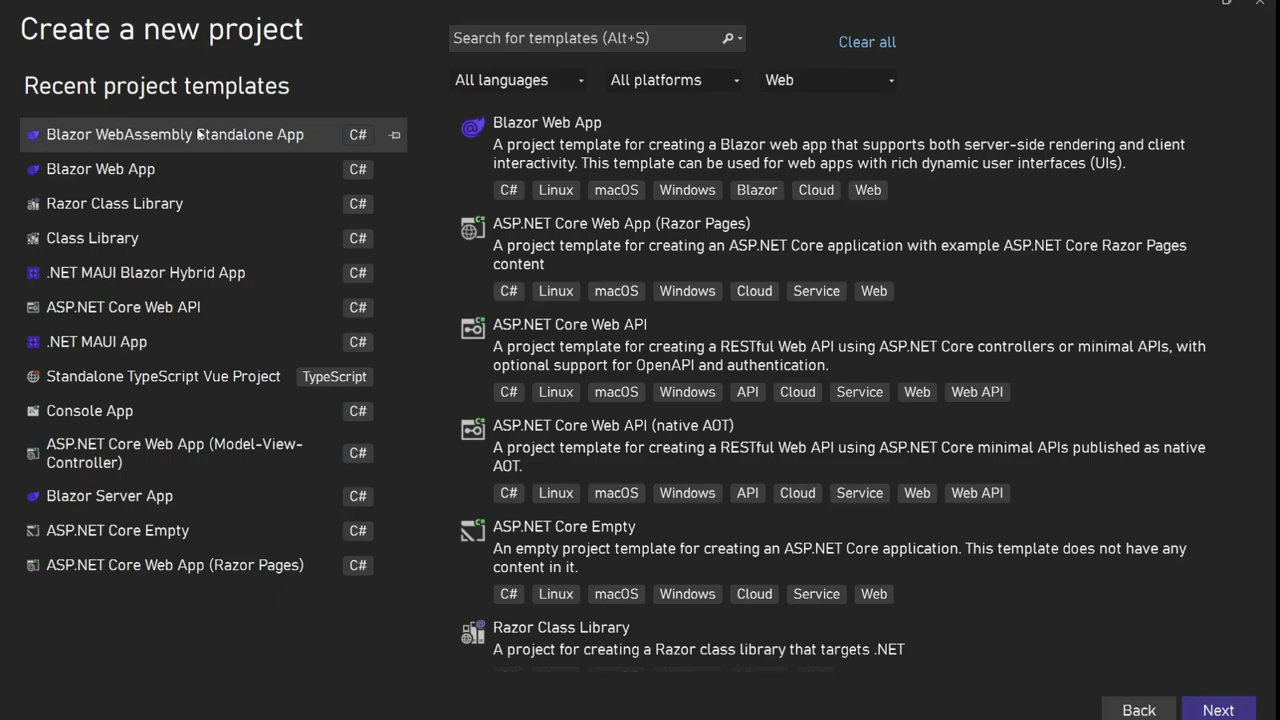 Create a new project
Recent project templates
Blazor WebAssembly Standalone App C#
Blazor Web App C#
Razor Class Library C#
Class Library C#
.NET MAUI Blazor Hybrid App C#
ASP.NET Core Web API C#
.NET MAUI App C#
Standalone TypeScript Vue Project TypeScript
Console App C#
ASP.NET Core Web App (Model-View-
Controller) C#
Blazor Server App C#
ASP.NET Core Empty C#
ASP.NET Core Web App (Razor Pages) C#
Search for templates (Alt+S)
Clear all
All languages All platforms Web
Blazor Web App
A project template for creating a Blazor web app that supports both server-side rendering and client
interactivity. This template can be used for web apps with rich dynamic user interfaces (UIs).
C# Linux macOS Windows Blazor Cloud Web
ASP.NET Core Web App (Razor Pages)
A project template for creating an ASP.NET Core application with example ASP.NET Core Razor Pages
content
C# Linux macOS Windows Cloud Service Web
ASP.NET Core Web API
A project template for creating a RESTful Web API using ASP.NET Core controllers or minimal APIs, with
optional support for OpenAPI and authentication.
C# Linux macOS Windows API Cloud Service Web Web API
ASP.NET Core Web API (native AOT)
A project template for creating a RESTful Web API using ASP.NET Core minimal APIs published as native
AOT.
C# Linux macOS Windows API Cloud Service Web Web API
ASP.NET Core Empty
An empty project template for creating an ASP.NET Core application. This template does not have any
content in it.
C# Linux macOS Windows Cloud Service Web
Razor Class Library
A project for creating a Razor class library that targets .NET
Back Next